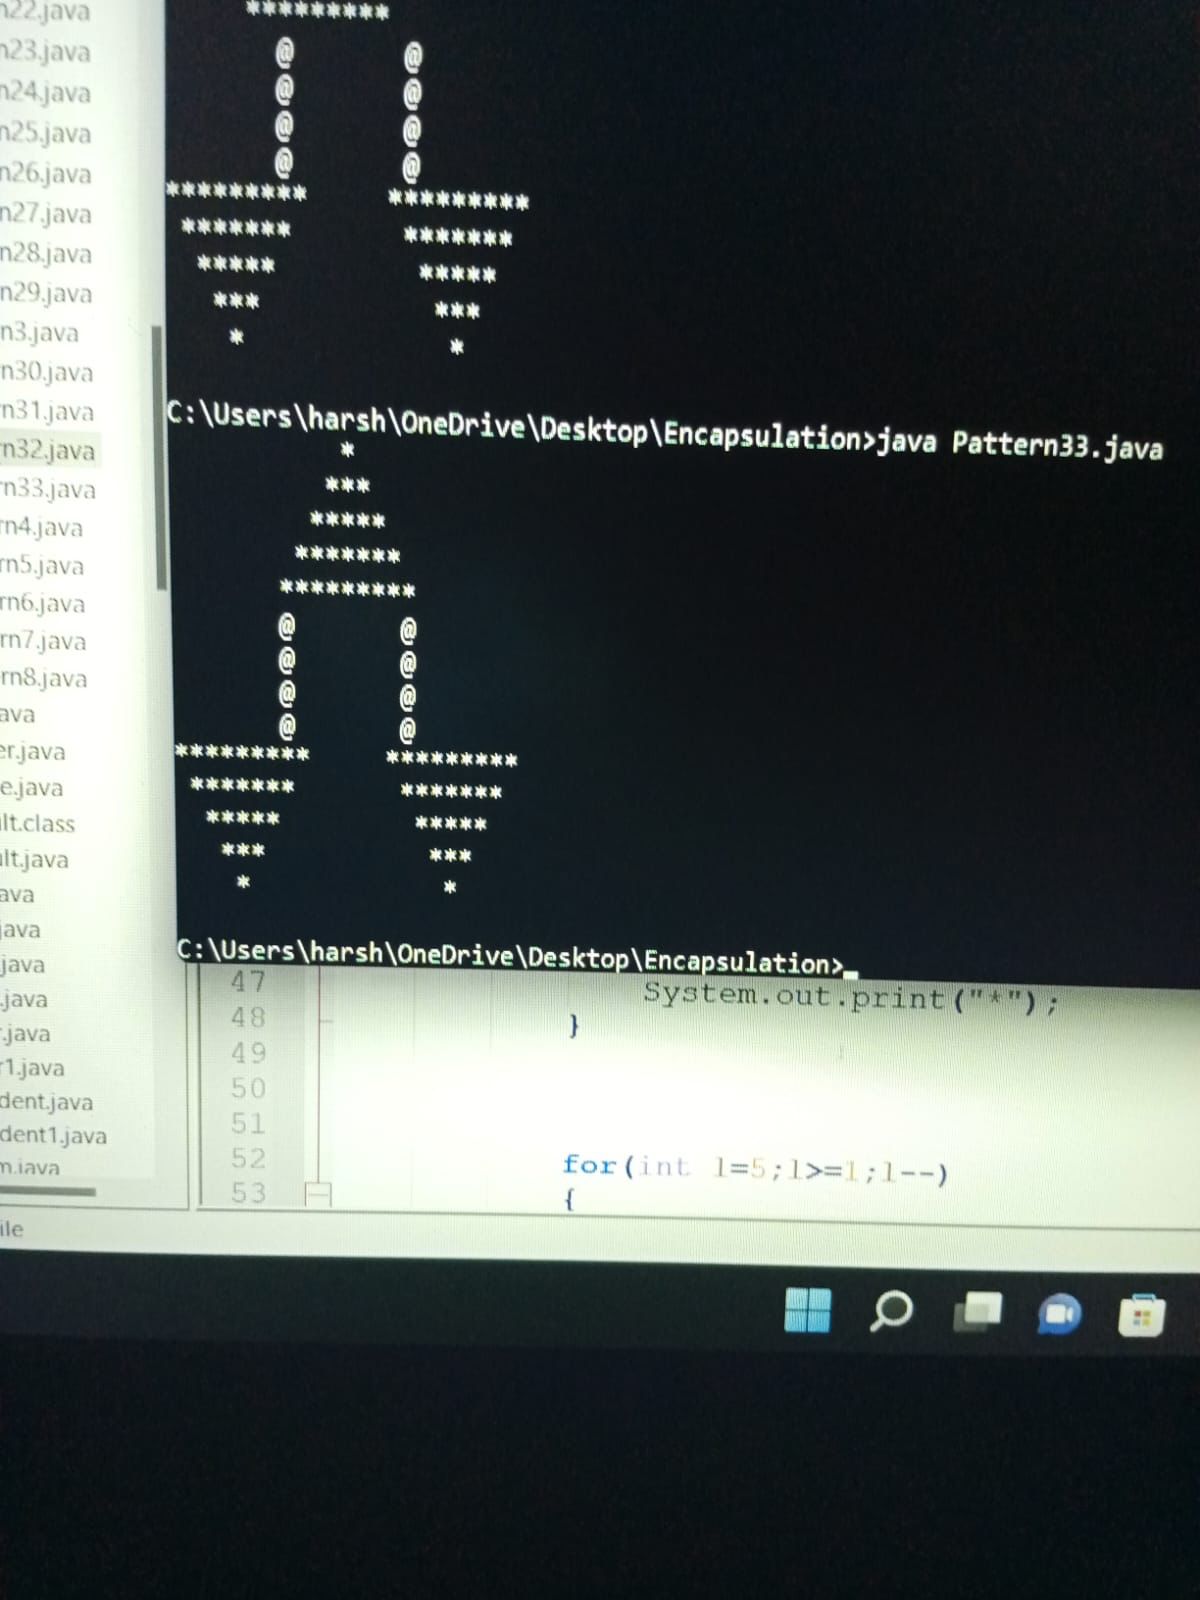 n22.java
n23.java
n24.java
n25.java
n26.java
n27.java
n28.java
n29.java
n3.java
n30.java
n31.java
n32.java
rn33.java
rn4.java
rn5.java
rn6.java
rn7.java
rn8.java
ava
er.java
e.java
lt.class
lt.java
ava
java
java
.java
.java
r1.java
dent.java
dent1.java
m.java
ile
*********
@ @
@ @
@ @
@ @
********* *********
******* *******
***** *****
*** ***
* *
C:\Users\harsh\OneDrive\Desktop\Encapsulation>java Pattern33.java
*
***
*****
*******
*********
@ @
@ @
@ @
@ @
********* *********
******* *******
***** *****
*** ***
* *
C:\Users\harsh\OneDrive\Desktop\Encapsulation>_
47 System.out.print("*");
48 }
49
50
51
52 for(int l=5;l>=1;l--)
53 {